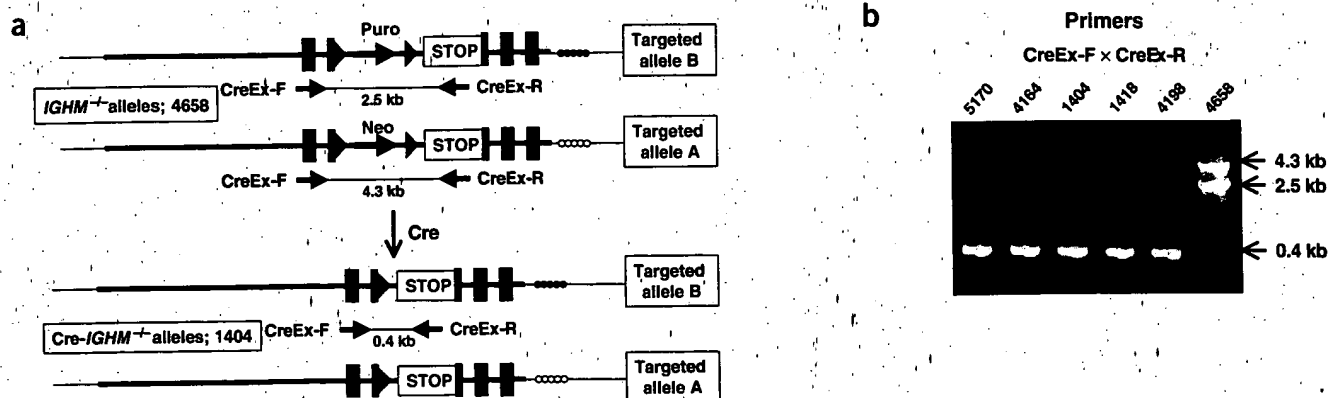 a
Puro
STOP
Targeted
allele B
CreEx-F
2.5 kb
CreEx-R
IGHM-/- alleles; 4658
Neo
STOP
Targeted
allele A
CreEx-F
4.3 kb
CreEx-R
Cre
STOP
Targeted
allele B
Cre-IGHM-/- alleles; 1404
CreEx-F
0.4 kb
CreEx-R
STOP
Targeted
allele A
b
Primers
CreEx-F × CreEx-R
5170
4164
1404
1418
4198
4658
4.3 kb
2.5 kb
0.4 kb